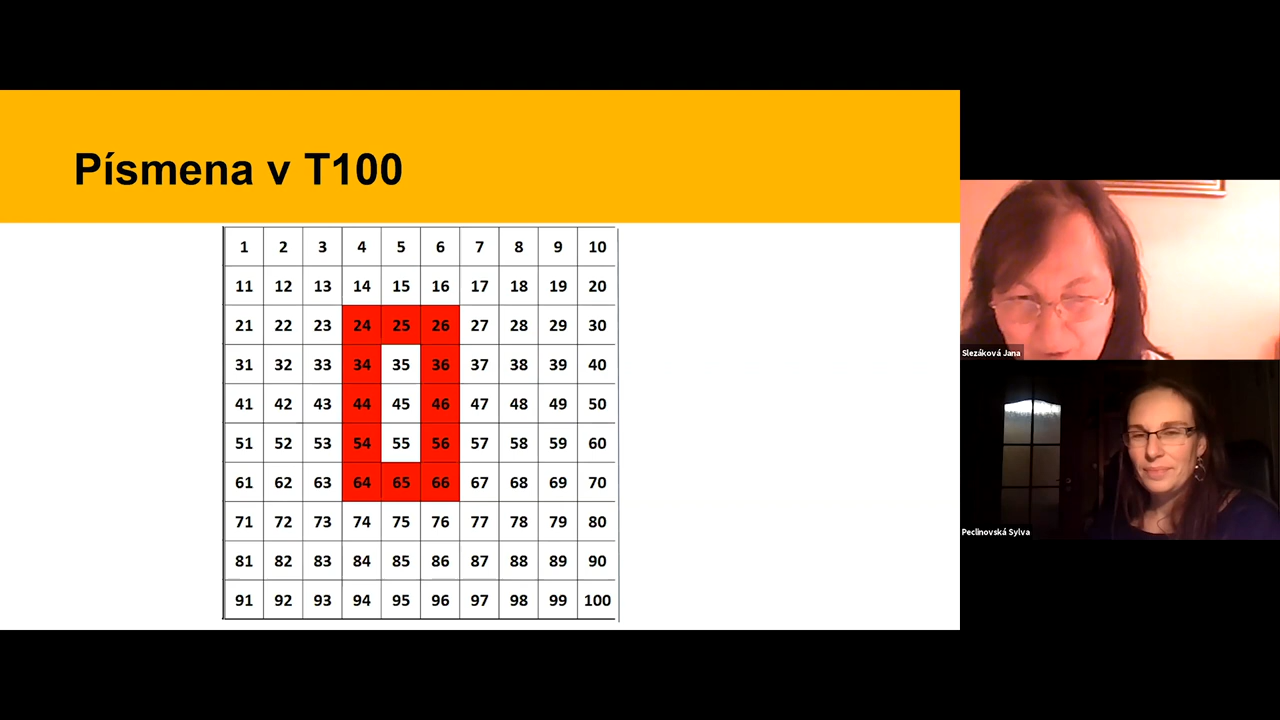 Písmena v T100
1 2 3 4 5 6 7 8 9 10
11 12 13 14 15 16 17 18 19 20
21 22 23 24 25 26 27 28 29 30
31 32 33 34 35 36 37 38 39 40
41 42 43 44 45 46 47 48 49 50
51 52 53 54 55 56 57 58 59 60
61 62 63 64 65 66 67 68 69 70
71 72 73 74 75 76 77 78 79 80
81 82 83 84 85 86 87 88 89 90
91 92 93 94 95 96 97 98 99 100
Slezáková Jana
Peclinovská Sylva